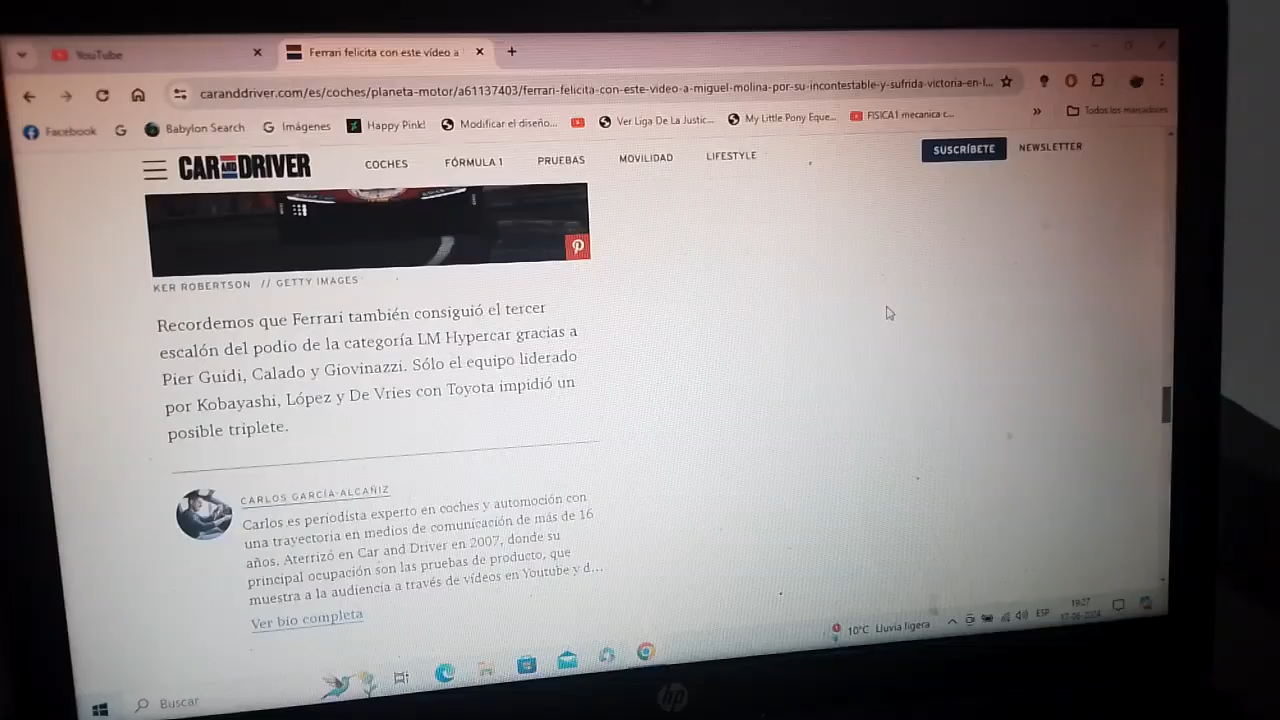 YouTube
Ferrari felicita con este vídeo a
caranddriver.com/es/coches/planeta-motor/a61137403/ferrari-felicita-con-este-video-a-miguel-molina-por-su-incontestable-y-sufrida-victoria-en-l...
Facebook
Babylon Search
Imágenes
Happy Pink!
Modificar el diseño...
Ver Liga De La Justic...
My Little Pony Eque...
FISICA1 mecanica c...
»
Todos los marcadores
CAR AND DRIVER
COCHES
FÓRMULA 1
PRUEBAS
MOVILIDAD
LIFESTYLE
SUSCRÍBETE
NEWSLETTER
KER ROBERTSON // GETTY IMAGES
Recordemos que Ferrari también consiguió el tercer
escalón del podio de la categoría LM Hypercar gracias a
Pier Guidi, Calado y Giovinazzi. Sólo el equipo liderado
por Kobayashi, López y De Vries con Toyota impidió un
posible triplete.
CARLOS GARCÍA-ALCAÑIZ
Carlos es periodista experto en coches y automoción con
una trayectoria en medios de comunicación de más de 16
años. Aterrizó en Car and Driver en 2007, donde su
principal ocupación son las pruebas de producto, que
muestra a la audiencia a través de vídeos en Youtube y d...
Ver bio completa
10°C Lluvia ligera
ESP
19:27
17-06-2024
Buscar
hp